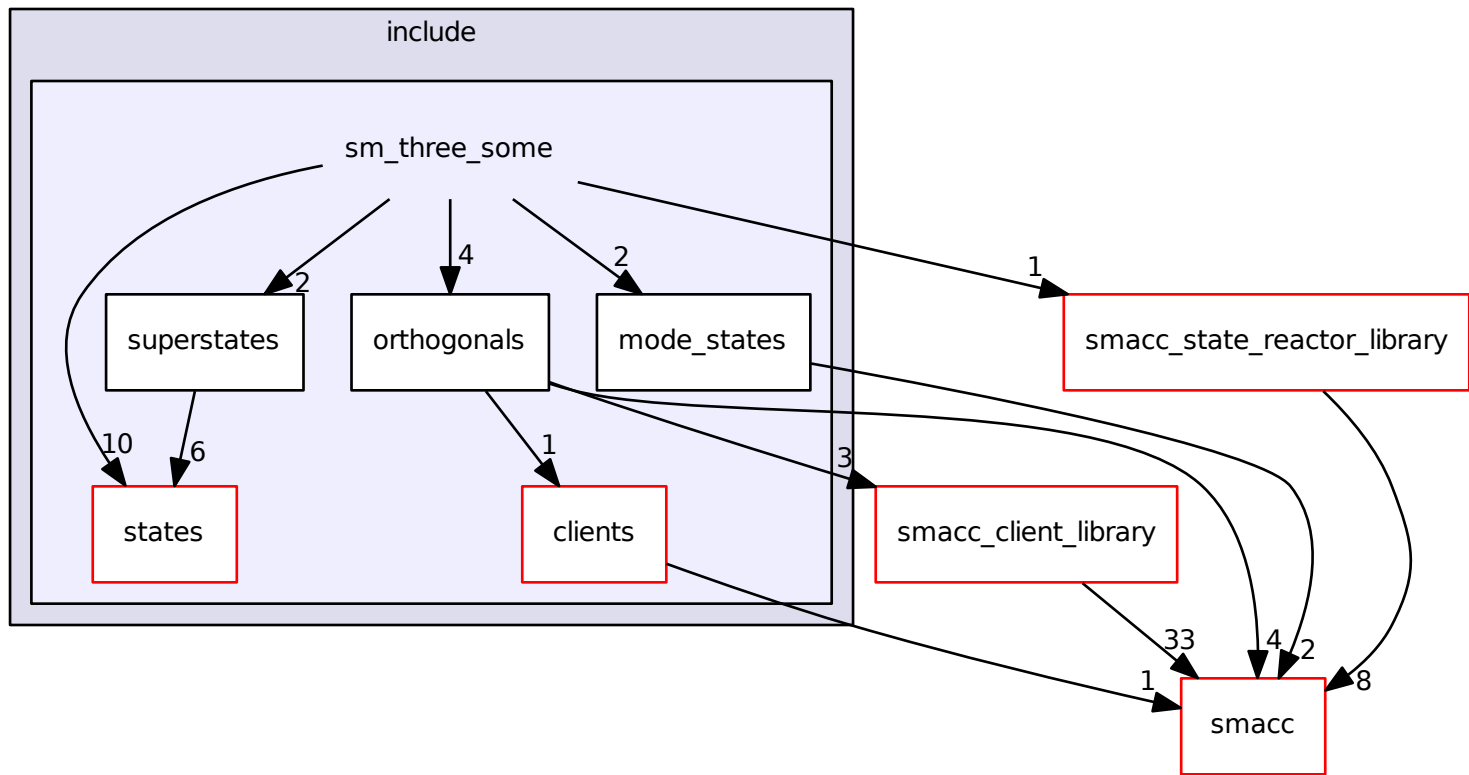 include
sm_three_some
4
2
1
2
superstates
orthogonals
mode_states
smacc_state_reactor_library
10
6
1
3
states
clients
smacc_client_library
33
4
2
1
8
smacc